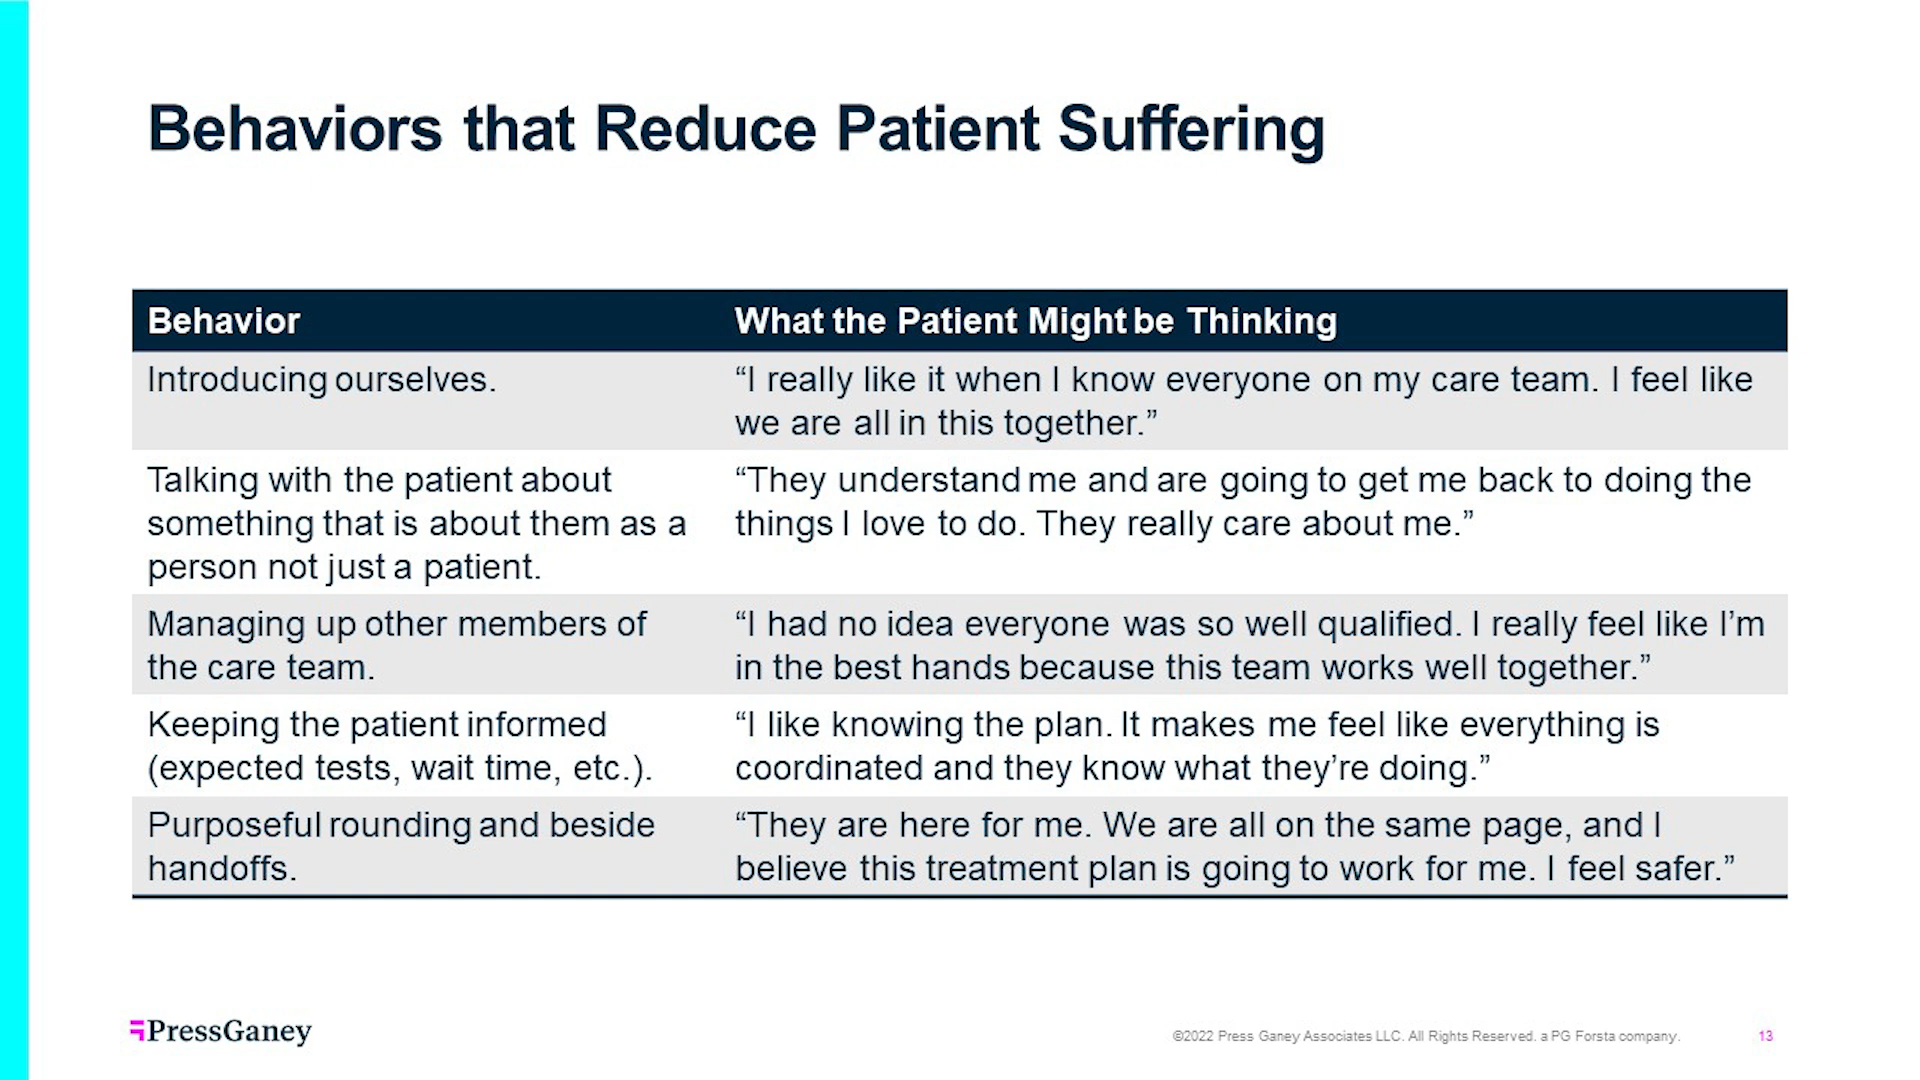 Behaviors that Reduce Patient Suffering
Behavior
What the Patient Might be Thinking
Introducing ourselves.
“I really like it when I know everyone on my care team. I feel like
we are all in this together.”
Talking with the patient about
something that is about them as a
person not just a patient.
“They understand me and are going to get me back to doing the
things I love to do. They really care about me.”
Managing up other members of
the care team.
“I had no idea everyone was so well qualified. I really feel like I’m
in the best hands because this team works well together.”
Keeping the patient informed
(expected tests, wait time, etc.).
“I like knowing the plan. It makes me feel like everything is
coordinated and they know what they’re doing.”
Purposeful rounding and beside
handoffs.
“They are here for me. We are all on the same page, and I
believe this treatment plan is going to work for me. I feel safer.”
PressGaney
©2022 Press Ganey Associates LLC. All Rights Reserved. a PG Forsta company.
13